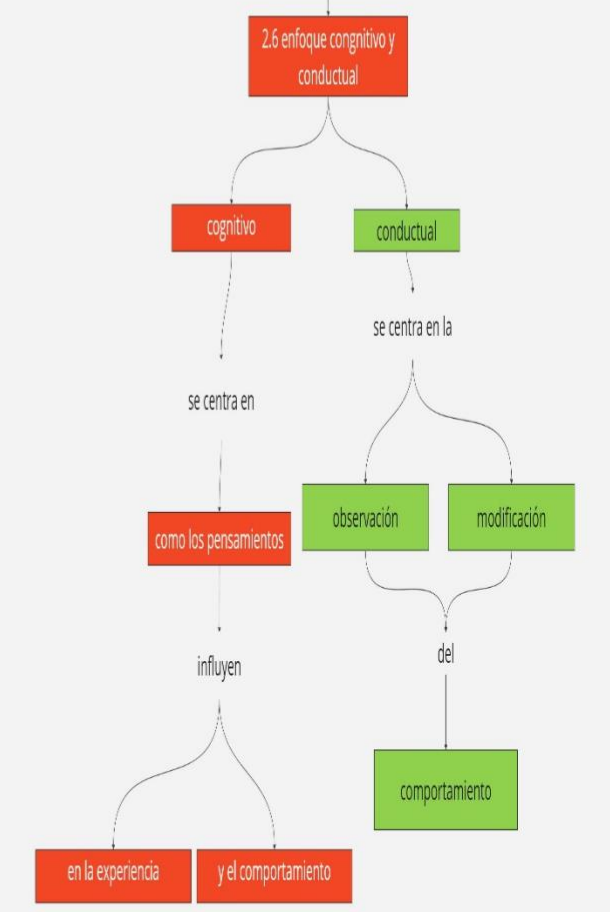 2.6 enfoque congnitivo y
conductual
cognitivo
conductual
se centra en la
se centra en
observación
modificación
como los pensamientos
influyen
del
comportamiento
en la experiencia
y el comportamiento